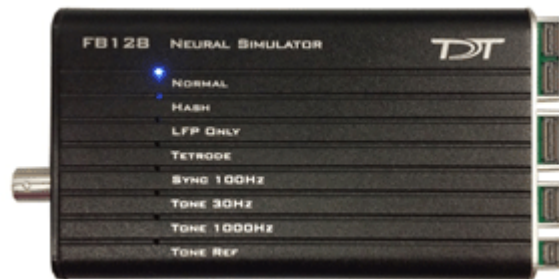 FB128 NEURAL SIMULATOR TDT
NORMAL
HASH
LFP ONLY
TETRODE
SYNC 100HZ
TONE 30HZ
TONE 1000HZ
TONE REF